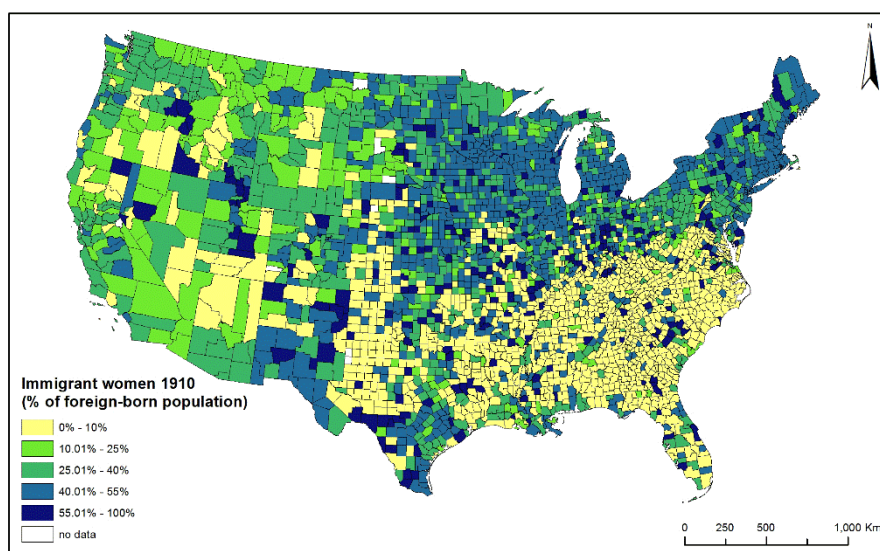 N
Immigrant women 1910
(% of foreign-born population)
0% - 10%
10.01% - 25%
25.01% - 40%
40.01% - 55%
55.01% - 100%
no data
0 250 500 1,000 Km